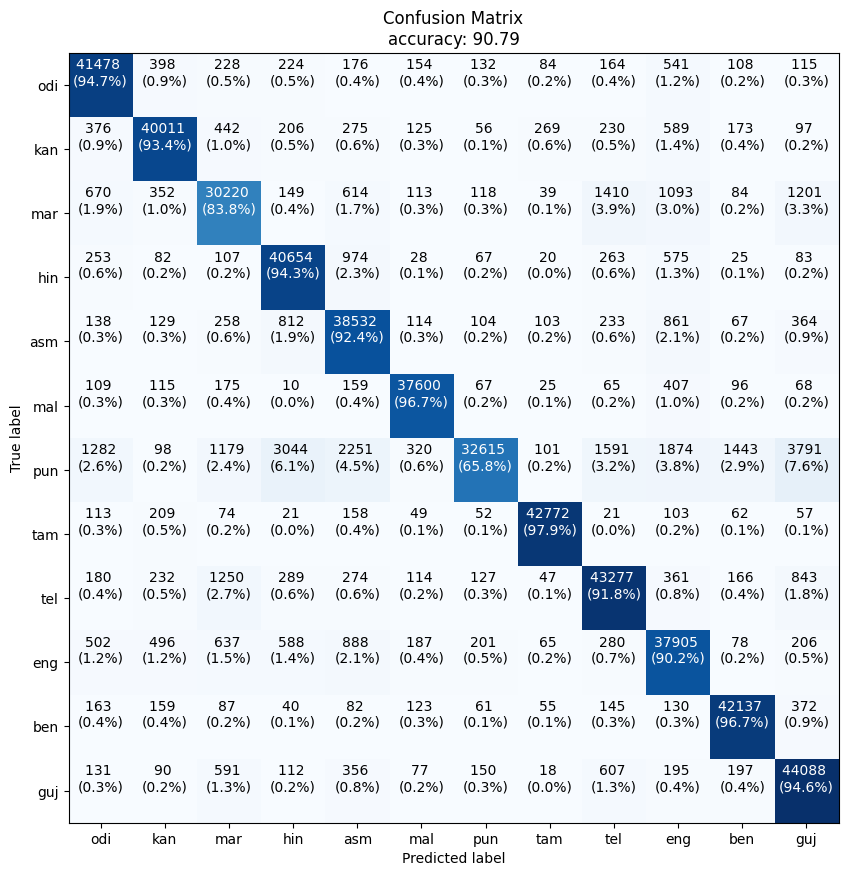 Confusion Matrix
accuracy: 90.79
41478 398 228 224 176 154 132 84 164 541 108 115
odi (94.7%) (0.9%) (0.5%) (0.5%) (0.4%) (0.4%) (0.3%) (0.2%) (0.4%) (1.2%) (0.2%) (0.3%)
376 40011 442 206 275 125 56 269 230 589 173 97
kan (0.9%) (93.4%) (1.0%) (0.5%) (0.6%) (0.3%) (0.1%) (0.6%) (0.5%) (1.4%) (0.4%) (0.2%)
670 352 30220 149 614 113 118 39 1410 1093 84 1201
mar (1.9%) (1.0%) (83.8%) (0.4%) (1.7%) (0.3%) (0.3%) (0.1%) (3.9%) (3.0%) (0.2%) (3.3%)
253 82 107 40654 974 28 67 20 263 575 25 83
hin (0.6%) (0.2%) (0.2%) (94.3%) (2.3%) (0.1%) (0.2%) (0.0%) (0.6%) (1.3%) (0.1%) (0.2%)
138 129 258 812 38532 114 104 103 233 861 67 364
asm (0.3%) (0.3%) (0.6%) (1.9%) (92.4%) (0.3%) (0.2%) (0.2%) (0.6%) (2.1%) (0.2%) (0.9%)
109 115 175 10 159 37600 67 25 65 407 96 68
mal (0.3%) (0.3%) (0.4%) (0.0%) (0.4%) (96.7%) (0.2%) (0.1%) (0.2%) (1.0%) (0.2%) (0.2%)
1282 98 1179 3044 2251 320 32615 101 1591 1874 1443 3791
pun (2.6%) (0.2%) (2.4%) (6.1%) (4.5%) (0.6%) (65.8%) (0.2%) (3.2%) (3.8%) (2.9%) (7.6%)
113 209 74 21 158 49 52 42772 21 103 62 57
tam (0.3%) (0.5%) (0.2%) (0.0%) (0.4%) (0.1%) (0.1%) (97.9%) (0.0%) (0.2%) (0.1%) (0.1%)
180 232 1250 289 274 114 127 47 43277 361 166 843
tel (0.4%) (0.5%) (2.7%) (0.6%) (0.6%) (0.2%) (0.3%) (0.1%) (91.8%) (0.8%) (0.4%) (1.8%)
502 496 637 588 888 187 201 65 280 37905 78 206
eng (1.2%) (1.2%) (1.5%) (1.4%) (2.1%) (0.4%) (0.5%) (0.2%) (0.7%) (90.2%) (0.2%) (0.5%)
163 159 87 40 82 123 61 55 145 130 42137 372
ben (0.4%) (0.4%) (0.2%) (0.1%) (0.2%) (0.3%) (0.1%) (0.1%) (0.3%) (0.3%) (96.7%) (0.9%)
131 90 591 112 356 77 150 18 607 195 197 44088
guj (0.3%) (0.2%) (1.3%) (0.2%) (0.8%) (0.2%) (0.3%) (0.0%) (1.3%) (0.4%) (0.4%) (94.6%)
odi kan mar hin asm mal pun tam tel eng ben guj
Predicted label
True label